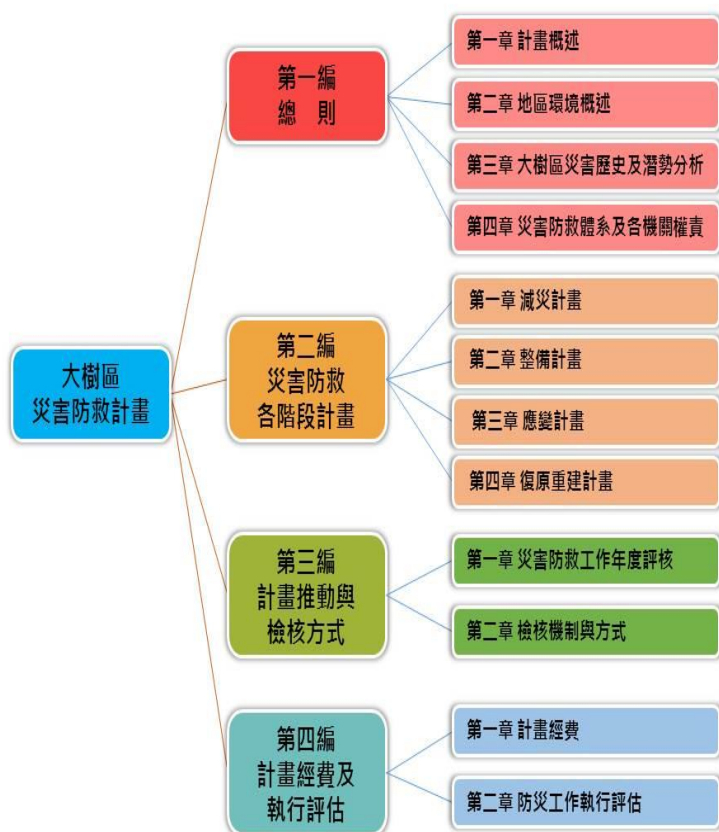 大樹區
災害防救計畫
第一編
總 則
第一章 計畫概述
第二章 地區環境概述
第三章 大樹區災害歷史及潛勢分析
第四章 災害防救體系及各機關權責
第二編
災害防救
各階段計畫
第一章 減災計畫
第二章 整備計畫
第三章 應變計畫
第四章 復原重建計畫
第三編
計畫推動與
檢核方式
第一章 災害防救工作年度評核
第二章 檢核機制與方式
第四編
計畫經費及
執行評估
第一章 計畫經費
第二章 防災工作執行評估